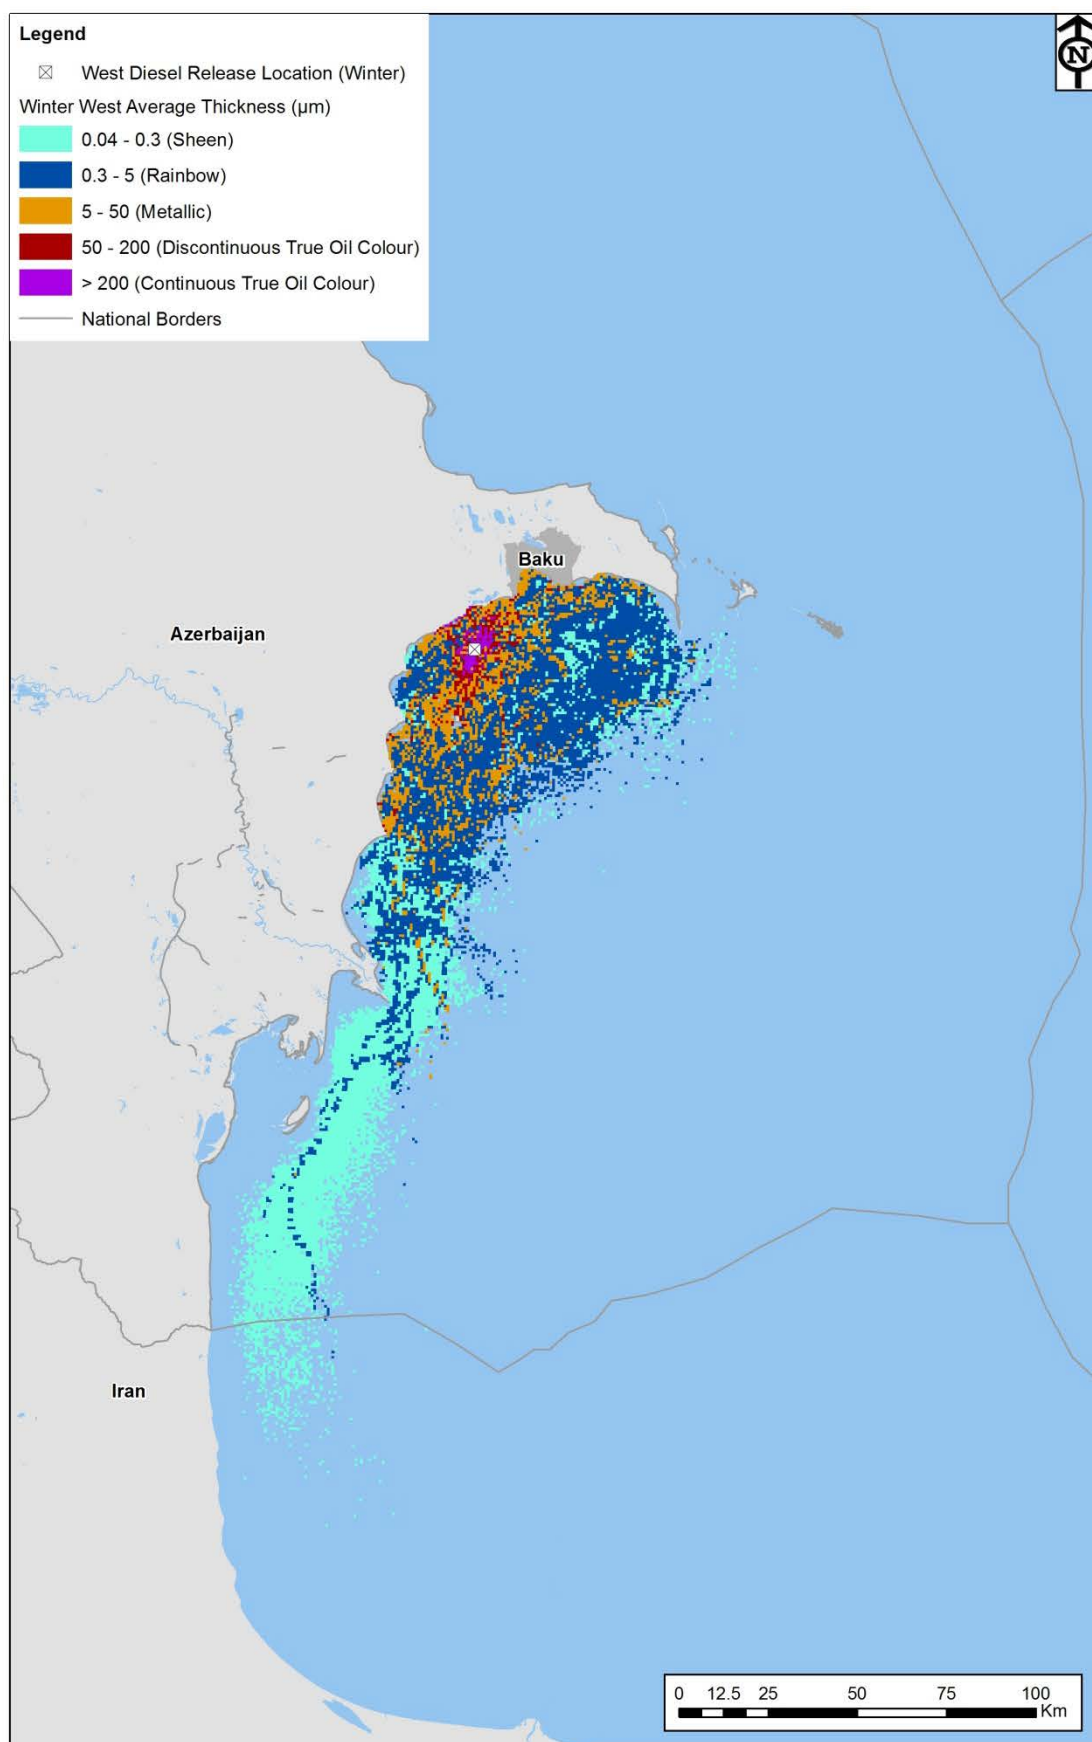 Legend
West Diesel Release Location (Winter)
Winter West Average Thickness (µm)
0.04 - 0.3 (Sheen)
0.3 - 5 (Rainbow)
5 - 50 (Metallic)
50 - 200 (Discontinuous True Oil Colour)
> 200 (Continuous True Oil Colour)
National Borders
N
Baku
Azerbaijan
Iran
0 12.5 25 50 75 100
Km